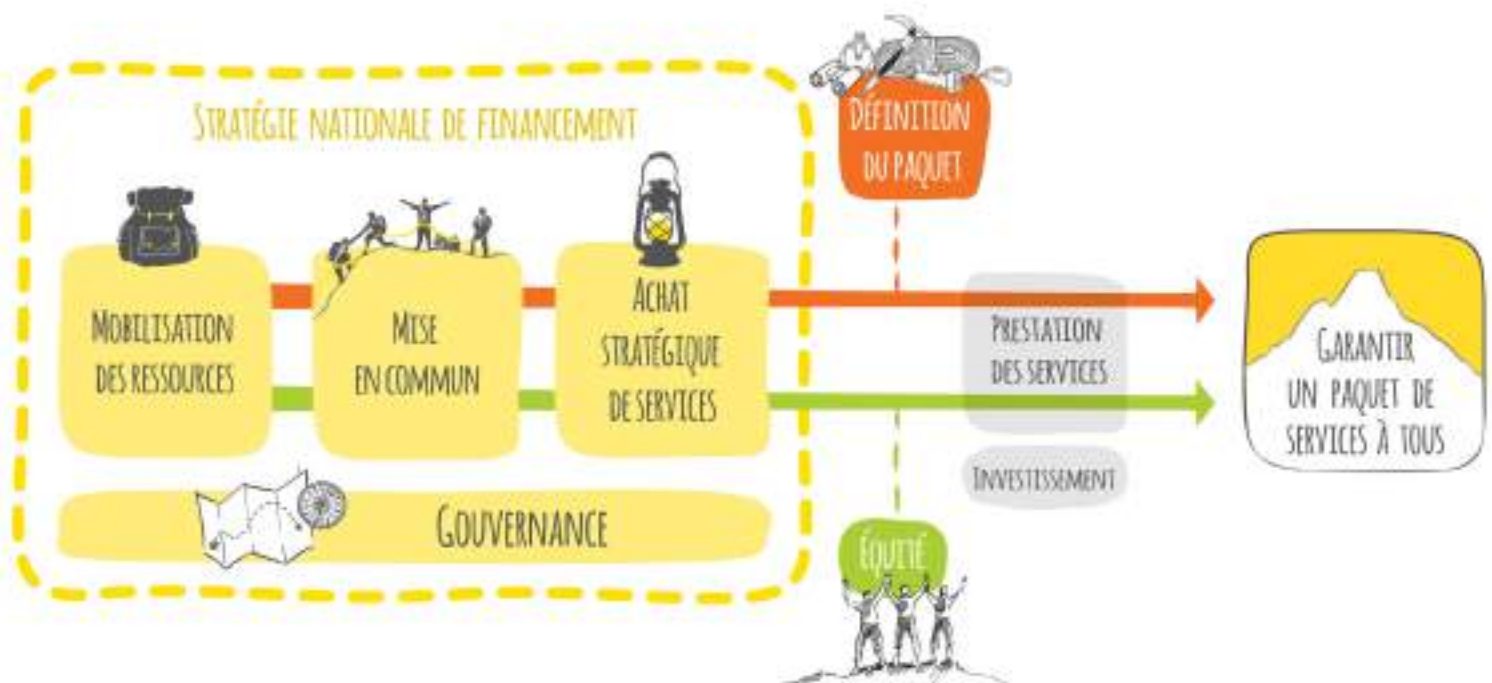 STRATÉGIE NATIONALE DE FINANCEMENT
MOBILISATION
DES RESSOURCES
MISE
EN COMMUN
ACHAT
STRATÉGIQUE
DE SERVICES
GOUVERNANCE
DÉFINITION
DU PAQUET
PRESTATION
DES SERVICES
INVESTISSEMENT
ÉQUITÉ
GARANTIR
UN PAQUET DE
SERVICES À TOUS